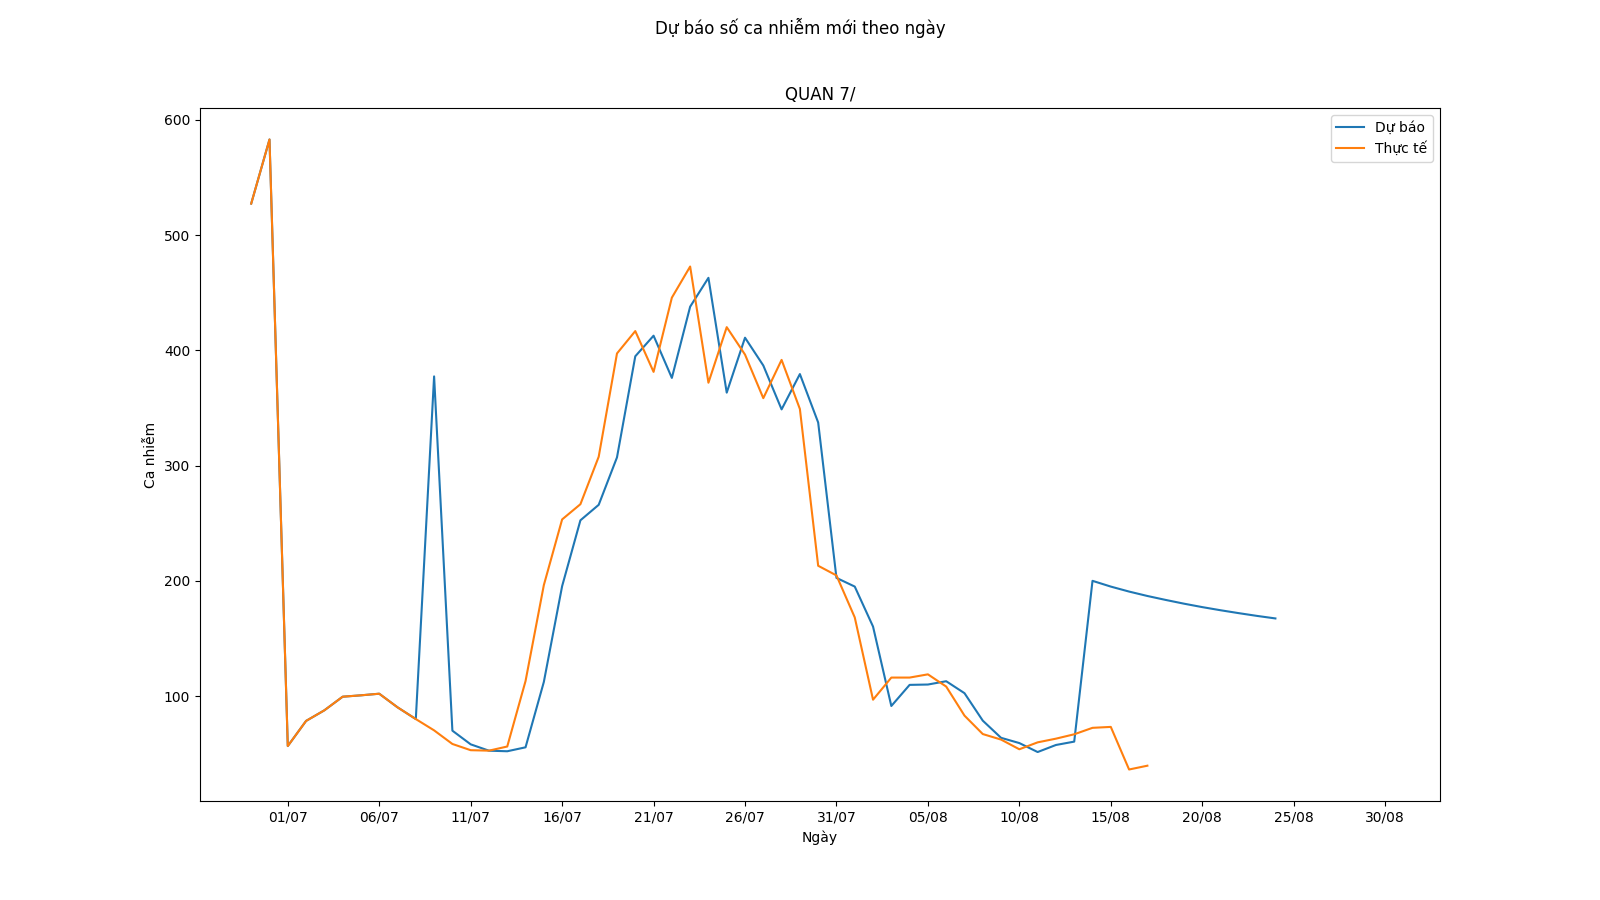 Dự báo số ca nhiễm mới theo ngày
QUAN 7/
Dự báo
Thực tế
Ca nhiễm
600
500
400
300
200
100
01/07 06/07 11/07 16/07 21/07 26/07 31/07 05/08 10/08 15/08 20/08 25/08 30/08
Ngày